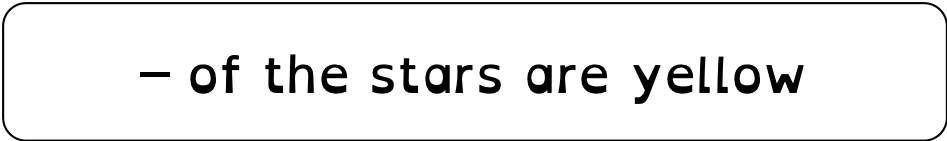 – of the stars are yellow